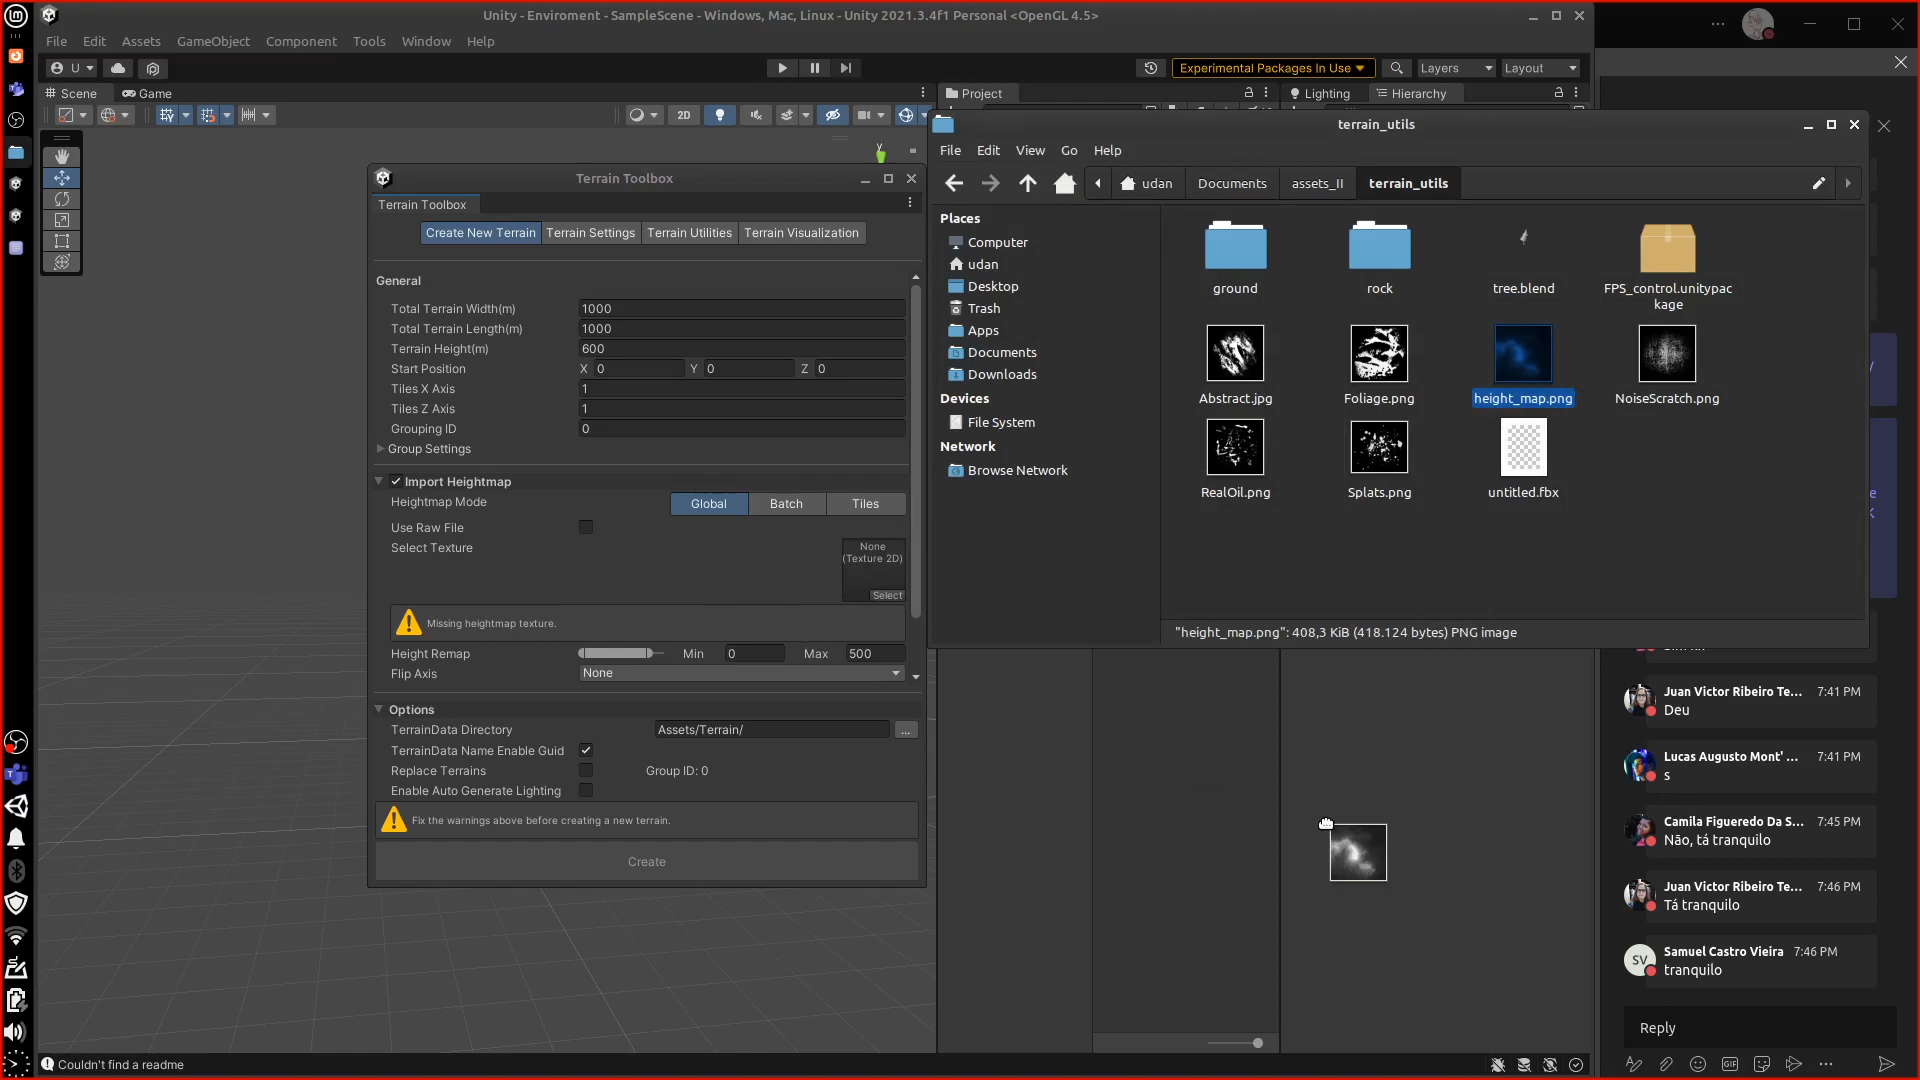 Unity - Enviroment - SampleScene - Windows, Mac, Linux - Unity 2021.3.4f1 Personal <OpenGL 4.5>
File Edit Assets GameObject Component Tools Window Help
U
Experimental Packages In Use
Layers
Layout
Scene
Game
Project
Lighting
Hierarchy
2D
y
Terrain Toolbox
Terrain Toolbox
Create New Terrain
Terrain Settings
Terrain Utilities
Terrain Visualization
General
Total Terrain Width(m) 1000
Total Terrain Length(m) 1000
Terrain Height(m) 600
Start Position X 0 Y 0 Z 0
Tiles X Axis 1
Tiles Z Axis 1
Grouping ID 0
Group Settings
Import Heightmap
Heightmap Mode Global Batch Tiles
Use Raw File
Select Texture
None
(Texture 2D)
Select
Missing heightmap texture.
Height Remap Min 0 Max 500
Flip Axis None
Options
TerrainData Directory Assets/Terrain/ ...
TerrainData Name Enable Guid
Replace Terrains Group ID: 0
Enable Auto Generate Lighting
Fix the warnings above before creating a new terrain.
Create
Couldn't find a readme
terrain_utils
File Edit View Go Help
udan Documents assets_II terrain_utils
Places
Computer
udan
Desktop
Trash
Apps
Documents
Downloads
Devices
File System
Network
Browse Network
ground
rock
tree.blend
FPS_control.unitypac
kage
Abstract.jpg
Foliage.png
height_map.png
NoiseScratch.png
RealOil.png
Splats.png
untitled.fbx
"height_map.png": 408,3 KiB (418.124 bytes) PNG image
Juan Victor Ribeiro Te... 7:41 PM
Deu
Lucas Augusto Mont' ... 7:41 PM
s
Camila Figueredo Da S... 7:45 PM
Não, tá tranquilo
Juan Victor Ribeiro Te... 7:46 PM
Tá tranquilo
SV
Samuel Castro Vieira 7:46 PM
tranquilo
Reply
GIF